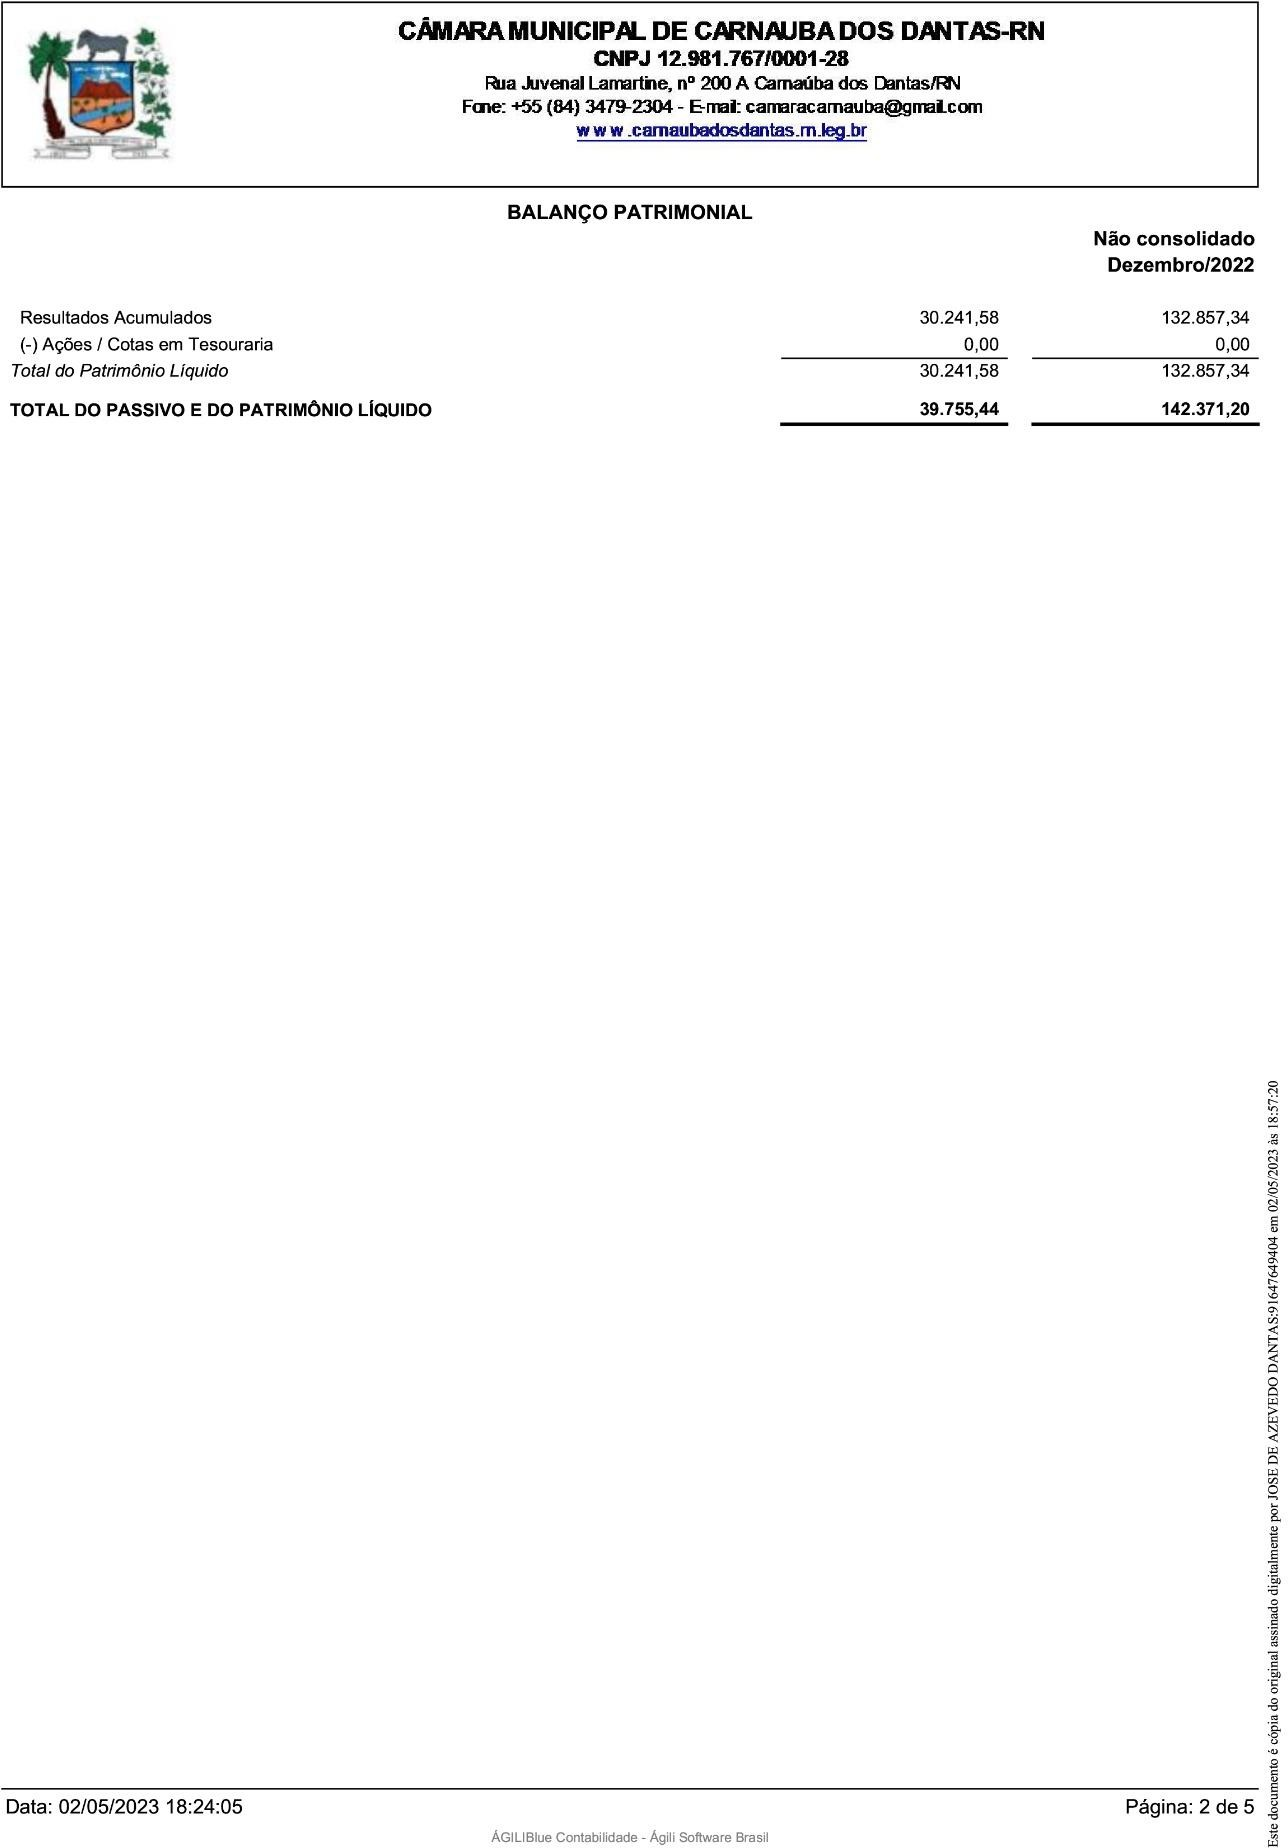 CÂMARA MUNICIPAL DE CARNAUBA DOS DANTAS-RN
CNPJ 12.981.767/0001-28
Rua Juvenal Lamartine, nº 200 A Carnaúba dos Dantas/RN
Fone: +55 (84) 3479-2304 - E-mail: camaracarnauba@gmail.com
www.carnaubadosdantas.rn.leg.br
BALANÇO PATRIMONIAL
Não consolidado
Dezembro/2022
Resultados Acumulados 30.241,58 132.857,34
(-) Ações / Cotas em Tesouraria 0,00 0,00
Total do Patrimônio Líquido 30.241,58 132.857,34
TOTAL DO PASSIVO E DO PATRIMÔNIO LÍQUIDO 39.755,44 142.371,20
Este documento é cópia do original assinado digitalmente por JOSE DE AZEVEDO DANTAS:91647649404 em 02/05/2023 às 18:57:20
Data: 02/05/2023 18:24:05 Página: 2 de 5
ÁGILIBlue Contabilidade - Ágili Software Brasil